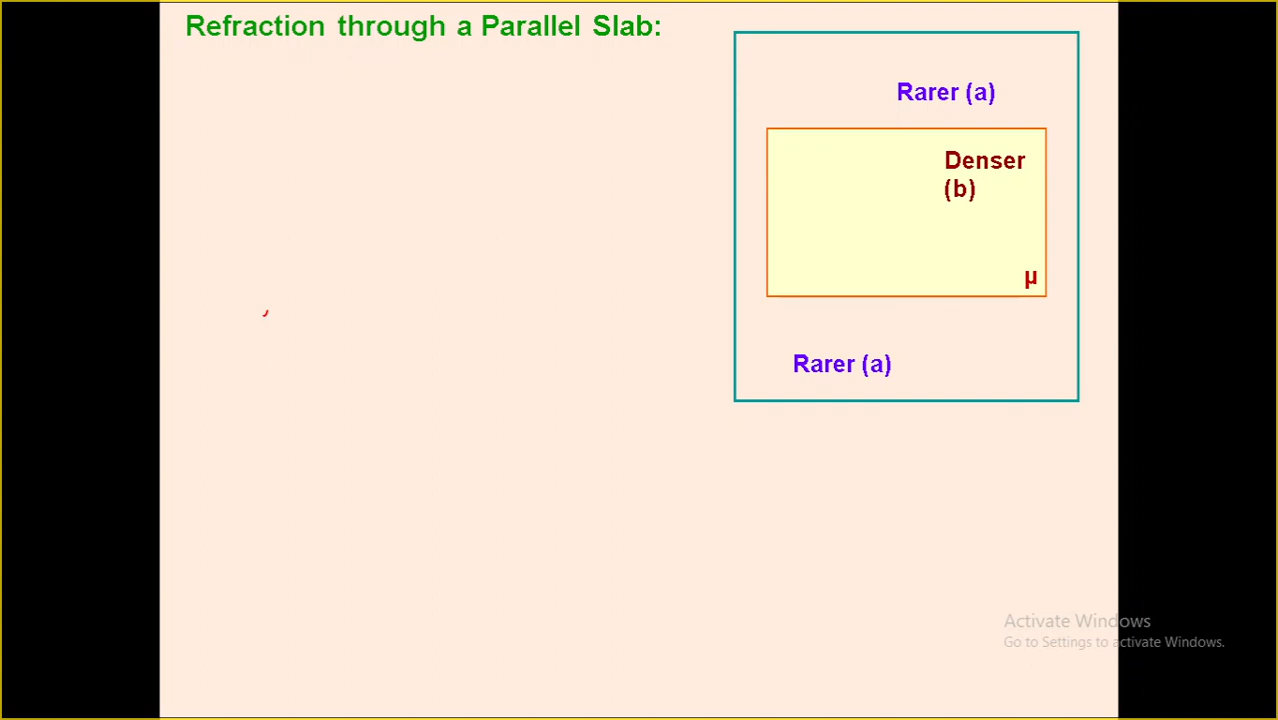 Refraction through a Parallel Slab:
Rarer (a)
Denser
(b)
μ
Rarer (a)
Activate Windows
Go to Settings to activate Windows.